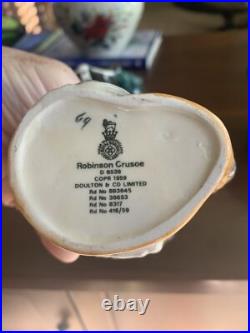 69
Robinson Crusoe
D 6539
COPR 1959
DOULTON & CO LIMITED
Rd No 893845
Rd No 39653
Rd No 8317
Rd No 416/59